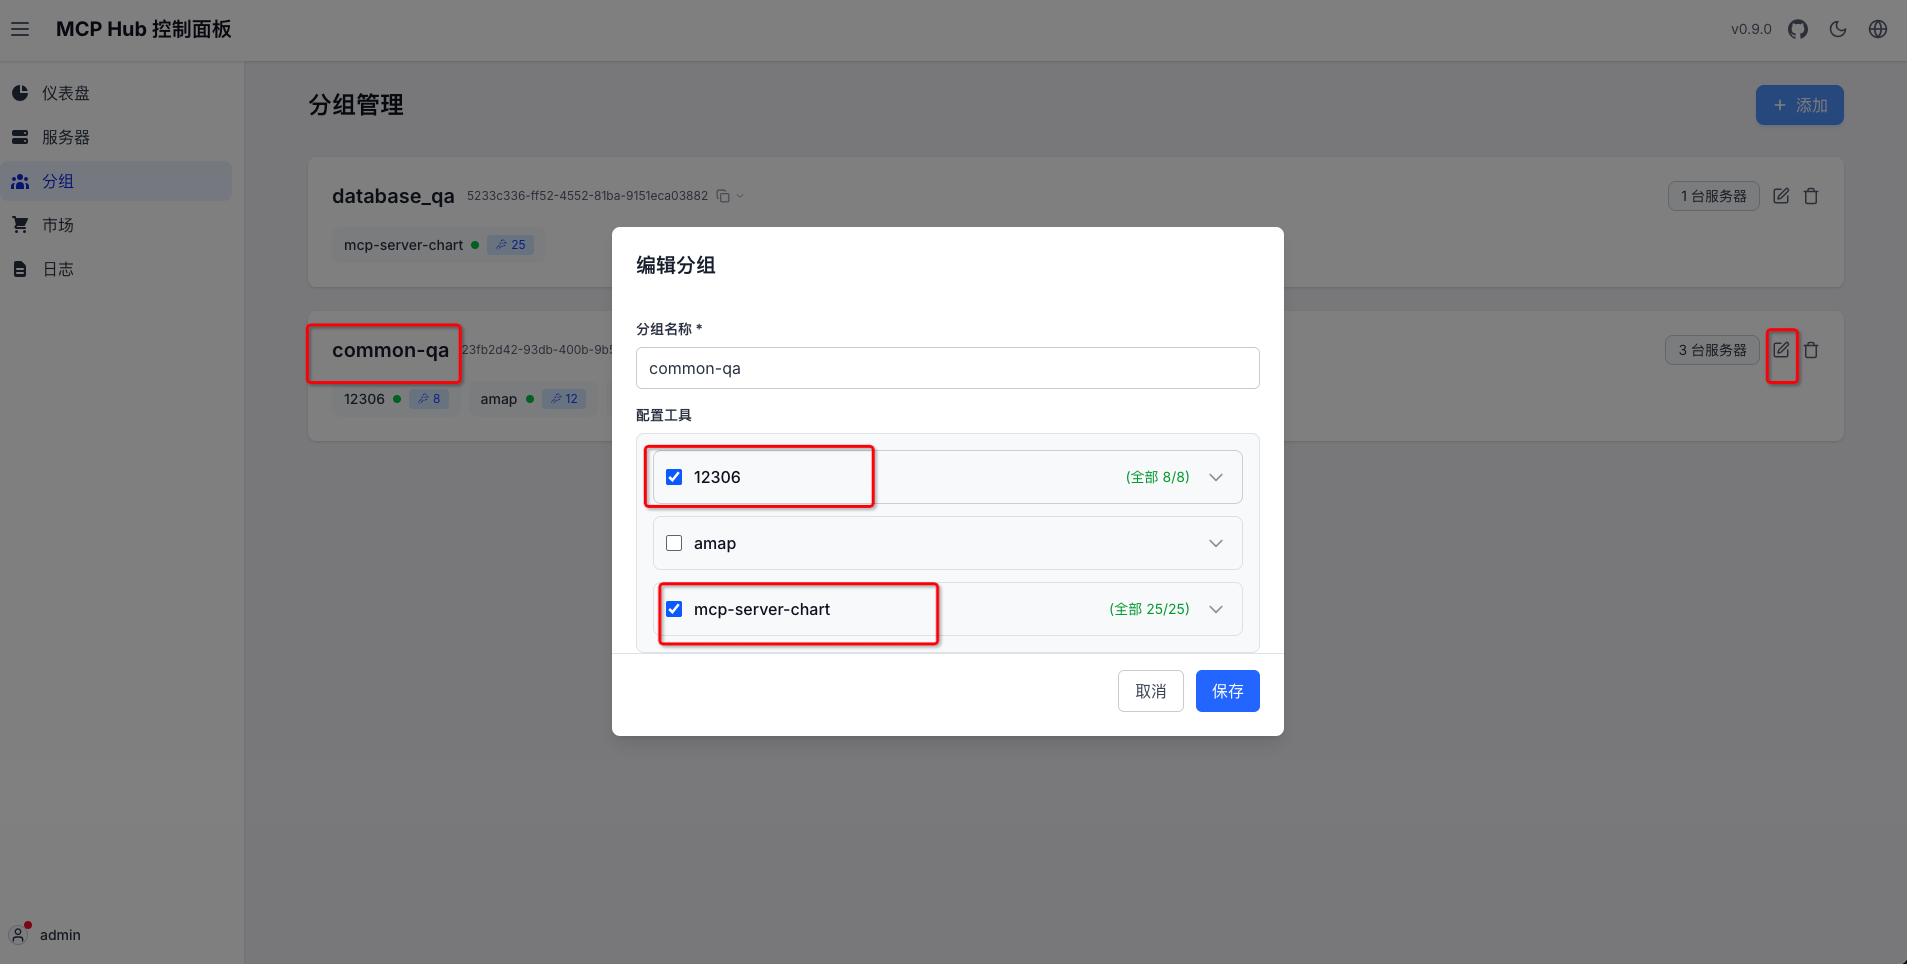 MCP Hub 控制面板
v0.9.0
仪表盘
服务器
分组
市场
日志
admin
分组管理
添加
database_qa 5233c336-ff52-4552-81ba-9151eca03882
1 台服务器
mcp-server-chart 25
common-qa 23fb2d42-93db-400b-9b5
3 台服务器
12306 8 amap 12
编辑分组
分组名称 *
common-qa
配置工具
12306 (全部 8/8)
amap
mcp-server-chart (全部 25/25)
取消 保存